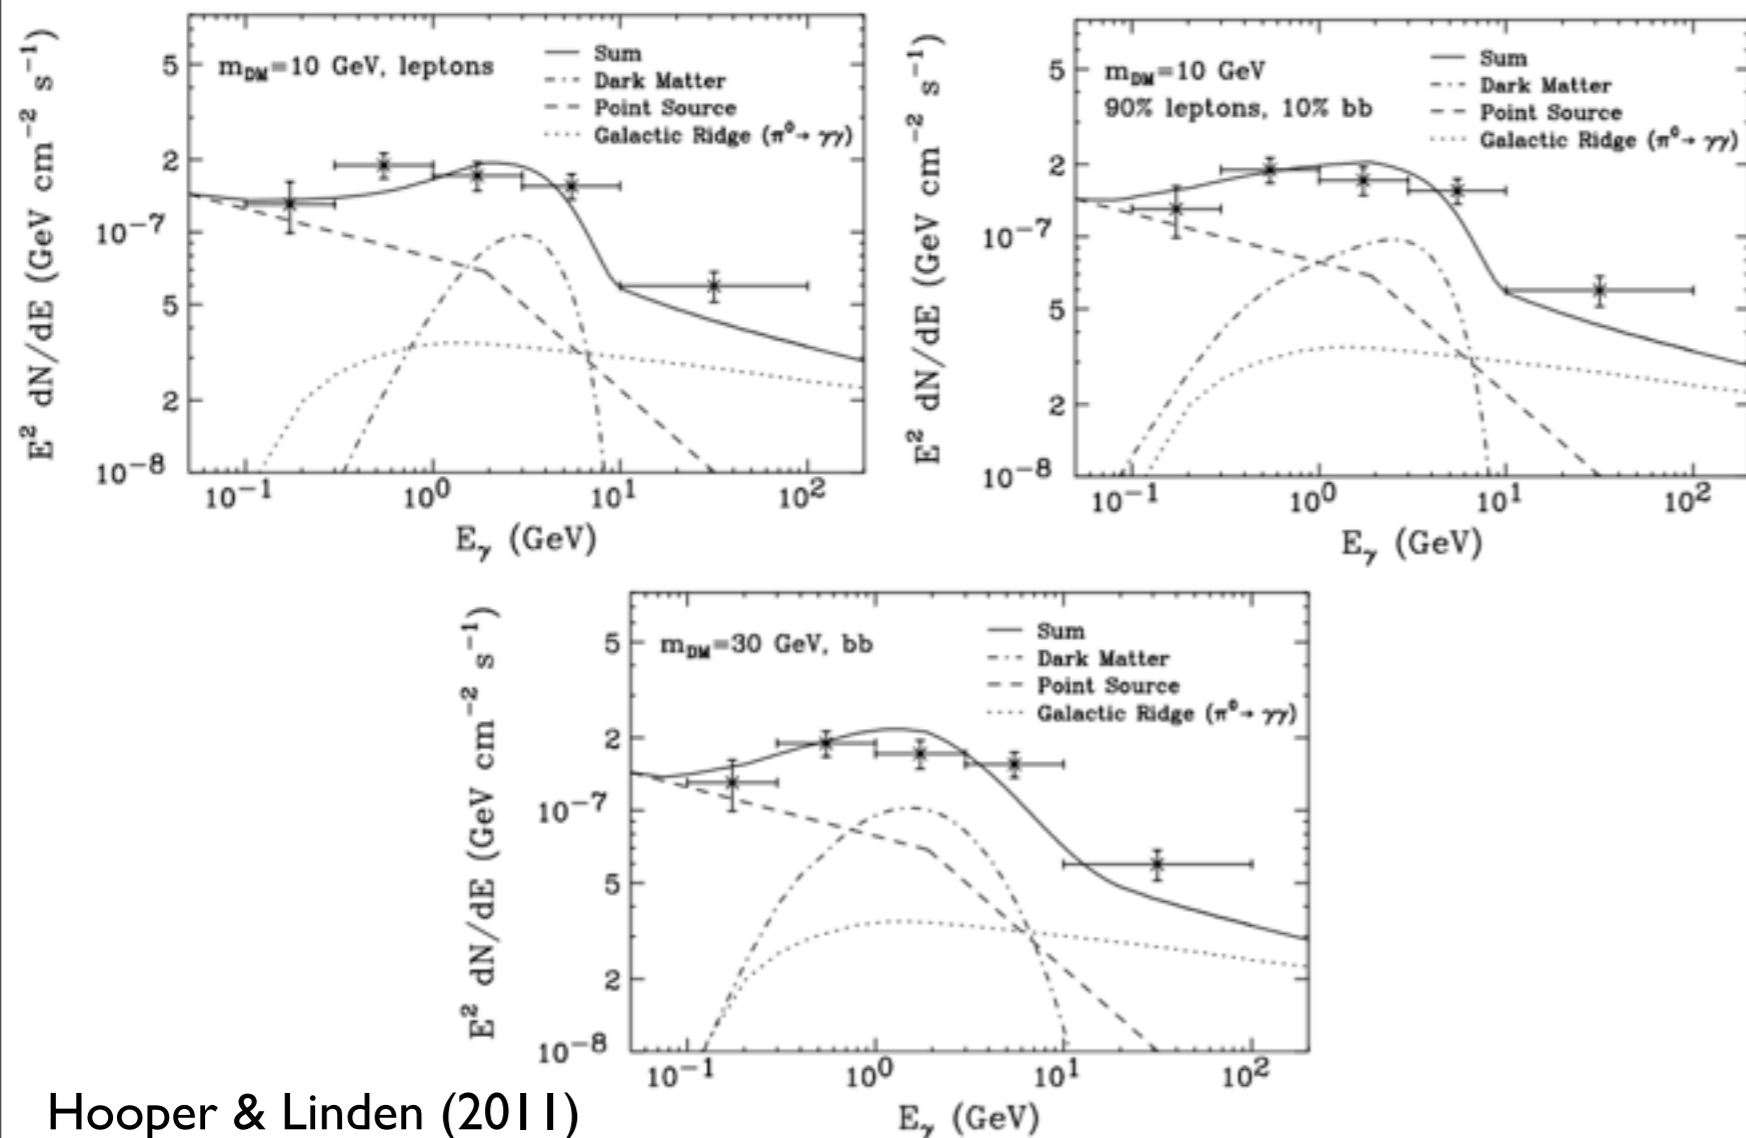 m_DM=10 GeV, leptons
Sum
Dark Matter
Point Source
Galactic Ridge (π⁰→ γγ)
E² dN/dE (GeV cm⁻² s⁻¹)
5
2
10⁻⁷
5
2
10⁻⁸
10⁻¹ 10⁰ 10¹ 10²
E_γ (GeV)
m_DM=10 GeV
90% leptons, 10% bb
Sum
Dark Matter
Point Source
Galactic Ridge (π⁰→ γγ)
E² dN/dE (GeV cm⁻² s⁻¹)
5
2
10⁻⁷
5
2
10⁻⁸
10⁻¹ 10⁰ 10¹ 10²
E_γ (GeV)
m_DM=30 GeV, bb
Sum
Dark Matter
Point Source
Galactic Ridge (π⁰→ γγ)
E² dN/dE (GeV cm⁻² s⁻¹)
5
2
10⁻⁷
5
2
10⁻⁸
10⁻¹ 10⁰ 10¹ 10²
E_γ (GeV)
Hooper & Linden (2011)